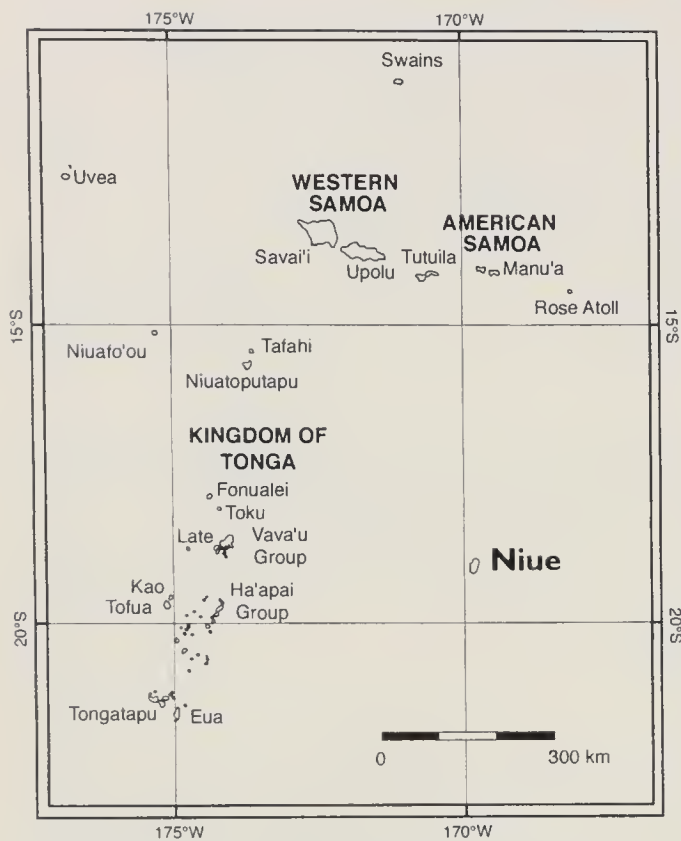 175°W 170°W
Swains
Uvea
WESTERN
SAMOA
AMERICAN
SAMOA
Savai'i
Upolu
Tutuila
Manu'a
Rose Atoll
15°S 15°S
Niuafo'ou
Tafahi
Niuatoputapu
KINGDOM OF
TONGA
Fonualei
Toku
Late
Vava'u
Group
Niue
Kao
Tofua
Ha'apai
Group
20°S 20°S
Tongatapu
Eua
0 300 km
175°W 170°W